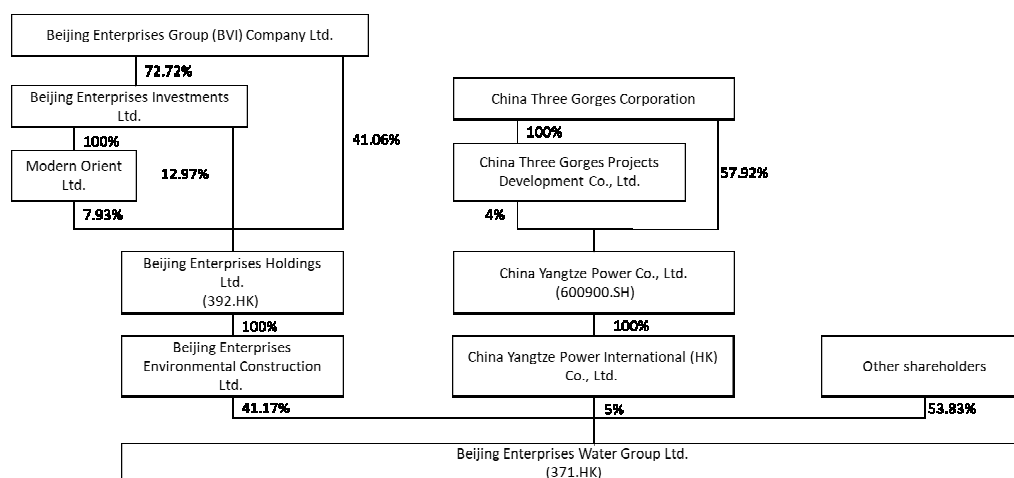 Beijing Enterprises Group (BVI) Company Ltd.
72.72%
Beijing Enterprises Investments
Ltd.
100%
41.06%
Modern Orient
Ltd.
12.97%
7.93%
China Three Gorges Corporation
100%
China Three Gorges Projects
Development Co., Ltd.
57.92%
4%
Beijing Enterprises Holdings
Ltd.
(392.HK)
China Yangtze Power Co., Ltd.
(600900.SH)
100%
100%
Beijing Enterprises
Environmental Construction
Ltd.
China Yangtze Power International (HK)
Co., Ltd.
Other shareholders
41.17%
5%
53.83%
Beijing Enterprises Water Group Ltd.
(371.HK)